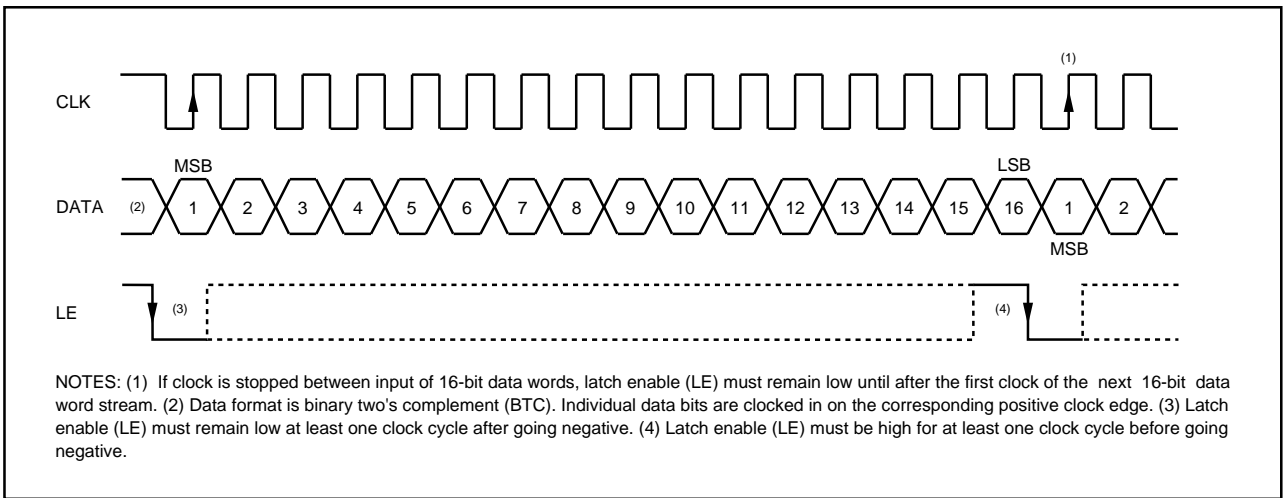 (1)
CLK
MSB
LSB
DATA (2) 1 2 3 4 5 6 7 8 9 10 11 12 13 14 15 16 1 2
MSB
LE (3) (4)
NOTES: (1) If clock is stopped between input of 16-bit data words, latch enable (LE) must remain low until after the first clock of the next 16-bit data
word stream. (2) Data format is binary two's complement (BTC). Individual data bits are clocked in on the corresponding positive clock edge. (3) Latch
enable (LE) must remain low at least one clock cycle after going negative. (4) Latch enable (LE) must be high for at least one clock cycle before going
negative.